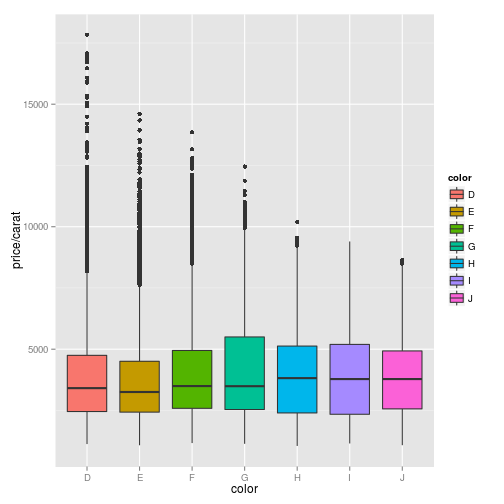 price/carat
15000
10000
5000
D E F G H I J
color
color
D
E
F
G
H
I
J